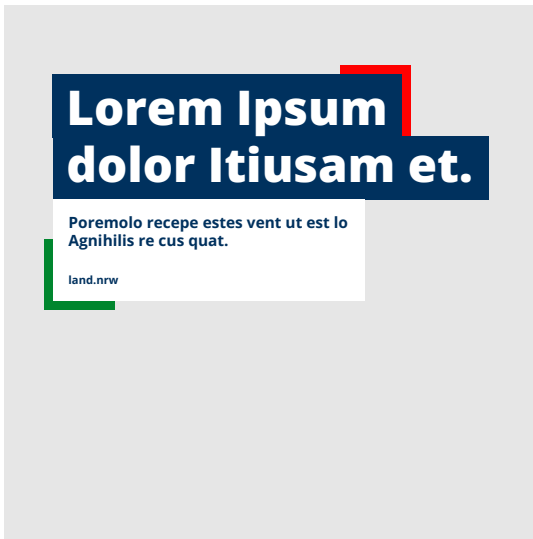 Lorem Ipsum
dolor Itiusam et.
Poremolo recepe estes vent ut est lo
Agnihilis re cus quat.
land.nrw